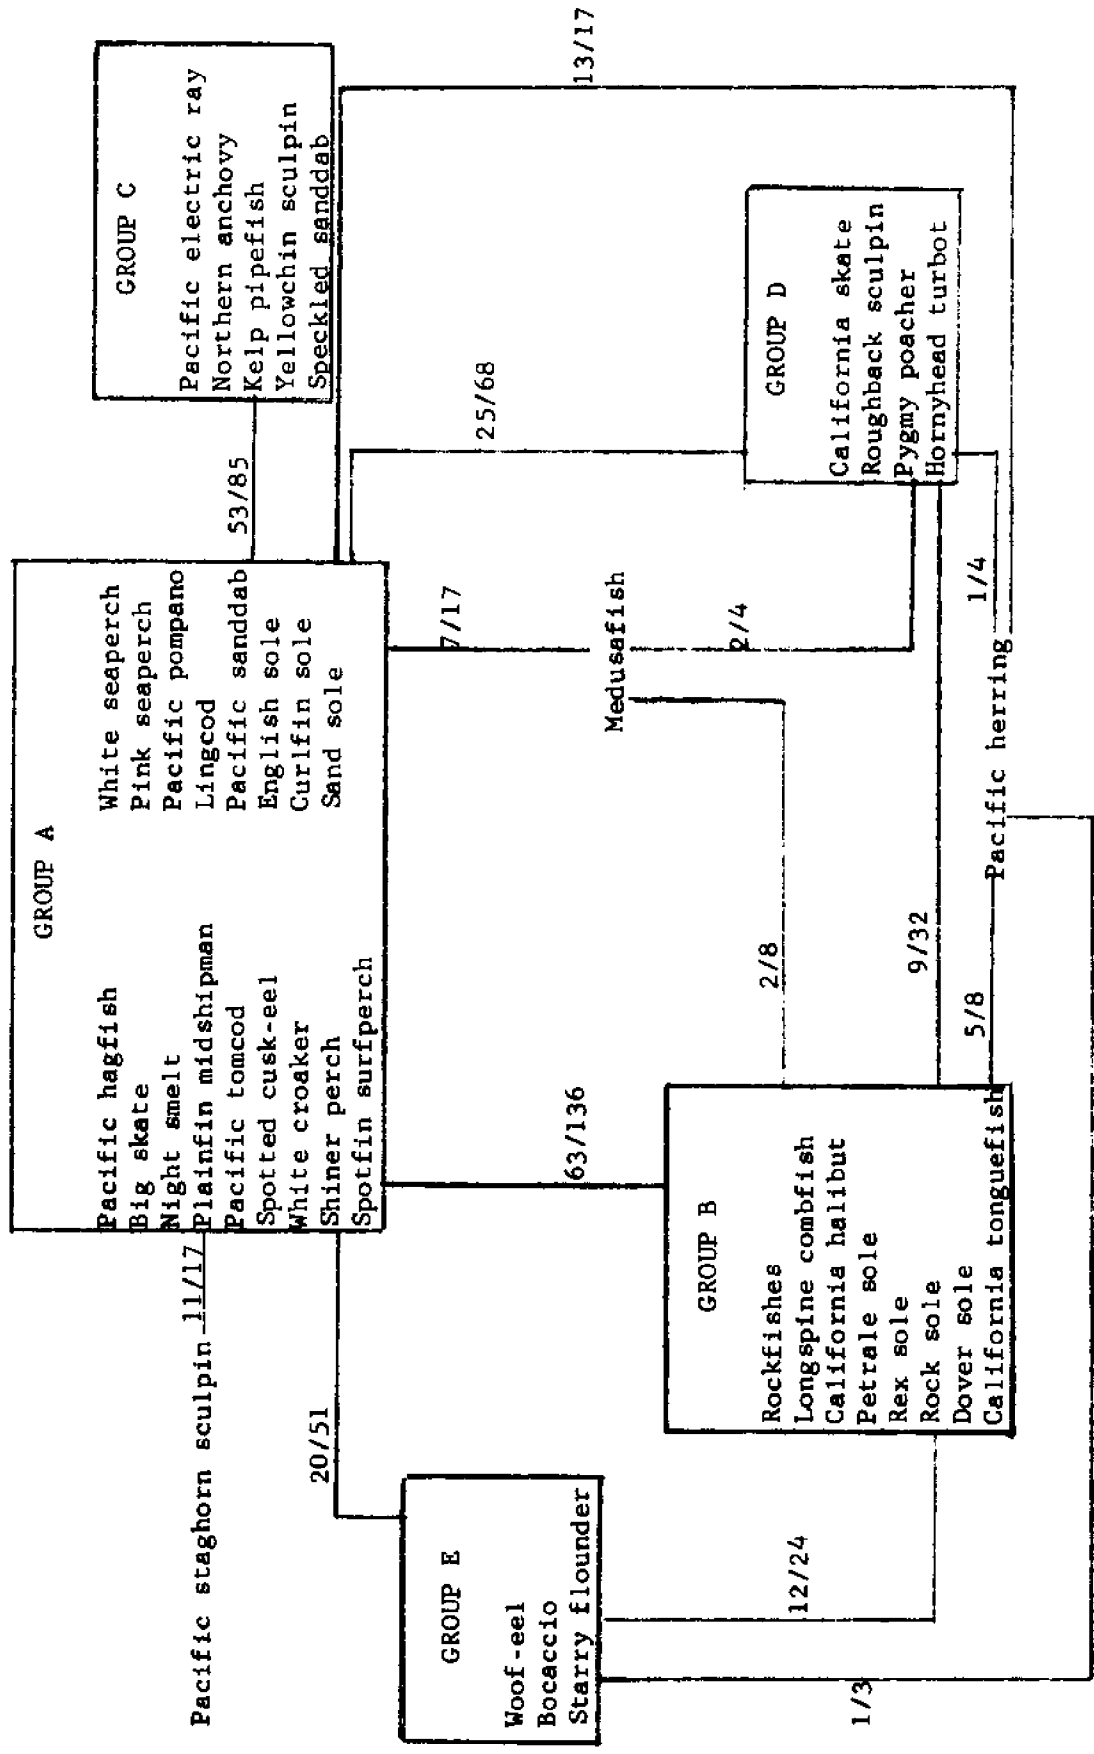 GROUP A
Pacific hagfish
Big skate
Night smelt
Plainfin midshipman
Pacific tomcod
Spotted cusk-eel
White croaker
Shiner perch
Spotfin surfperch
White seaperch
Pink seaperch
Pacific pompano
Lingcod
Pacific sanddab
English sole
Curlfin sole
Sand sole
GROUP C
Pacific electric ray
Northern anchovy
Kelp pipefish
Yellowchin sculpin
Speckled sanddab
53/85
Pacific staghorn sculpin
11/17
20/51
63/136
7/17
25/68
13/17
Medusafish
2/4
2/8
GROUP E
Woof-eel
Bocaccio
Starry flounder
GROUP B
Rockfishes
Longspine combfish
California halibut
Petrale sole
Rex sole
Rock sole
Dover sole
California tonguefish
GROUP D
California skate
Roughback sculpin
Pygmy poacher
Hornyhead turbot
12/24
9/32
5/8
Pacific herring
1/4
1/3